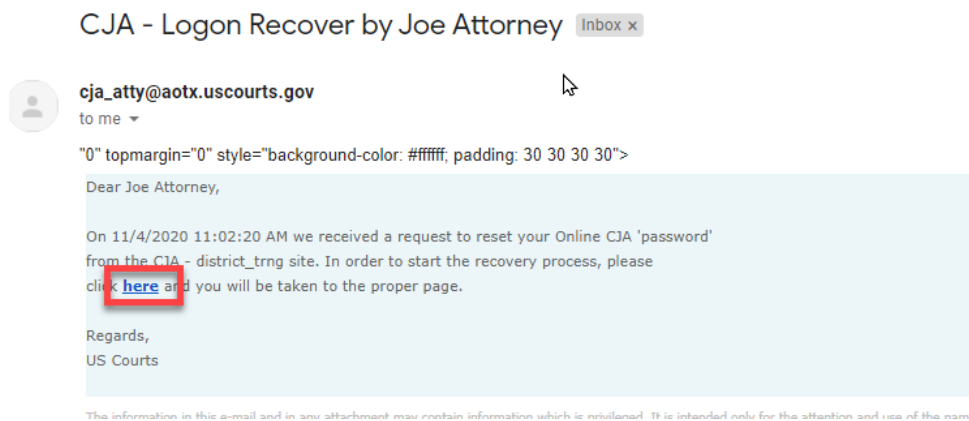 CJA - Logon Recover by Joe Attorney Inbox x
cja_atty@aotx.uscourts.gov
to me
"0" topmargin="0" style="background-color: #ffffff; padding: 30 30 30 30">
Dear Joe Attorney,
On 11/4/2020 11:02:20 AM we received a request to reset your Online CJA 'password'
from the CJA - district_trng site. In order to start the recovery process, please
click here and you will be taken to the proper page.
Regards,
US Courts
The information in this e-mail and in any attachment may contain information which is privileged. It is intended only for the attention and use of the nam